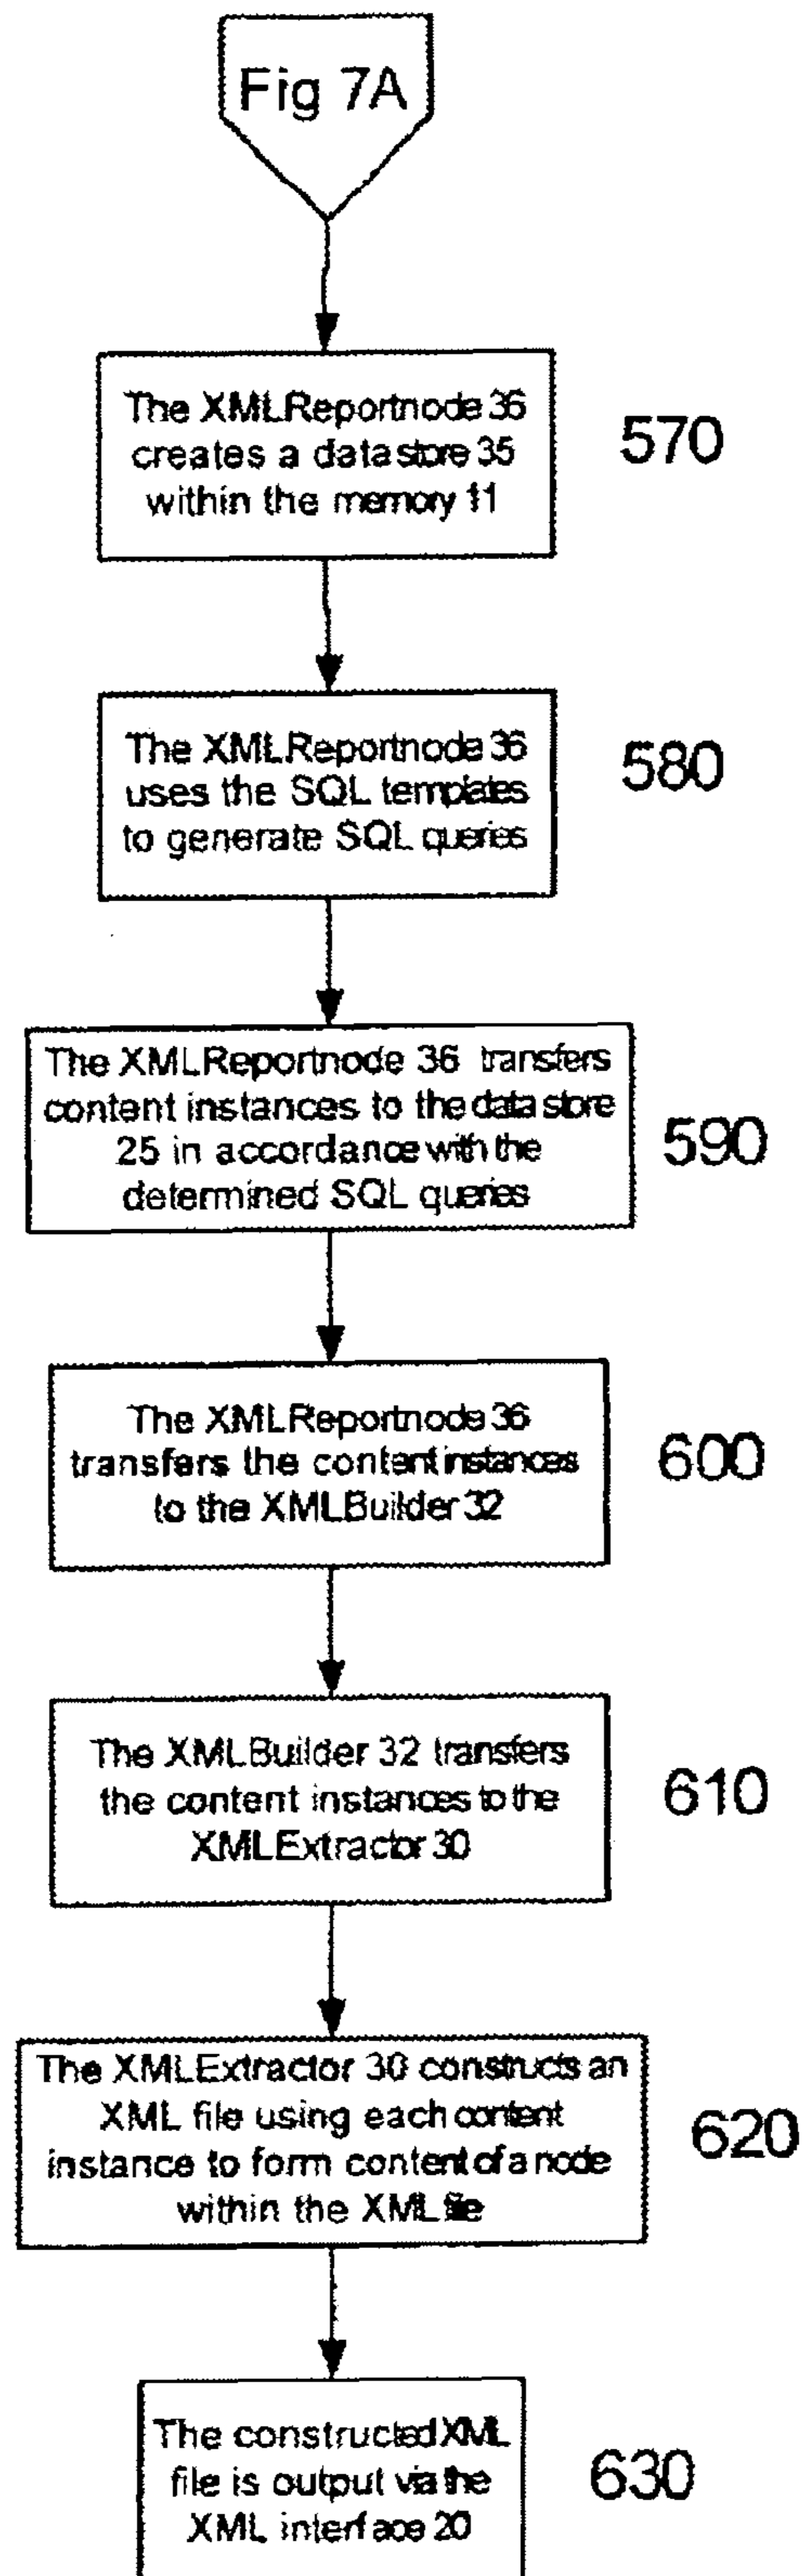 Fig 7A
The XMLReportnode 36
creates a data store 35
within the memory 11
570
The XMLReportnode 36
uses the SQL templates
to generate SQL queries
580
The XMLReportnode 36 transfers
content instances to the data store
25 in accordance with the
determined SQL queries
590
The XMLReportnode 36
transfers the content instances
to the XMLBuilder 32
600
The XMLBuilder 32 transfers
the content instances to the
XMLExtractor 30
610
The XMLExtractor 30 constructs an
XML file using each content
instance to form content of a node
within the XML file
620
The constructed XML
file is output via the
XML interface 20
630